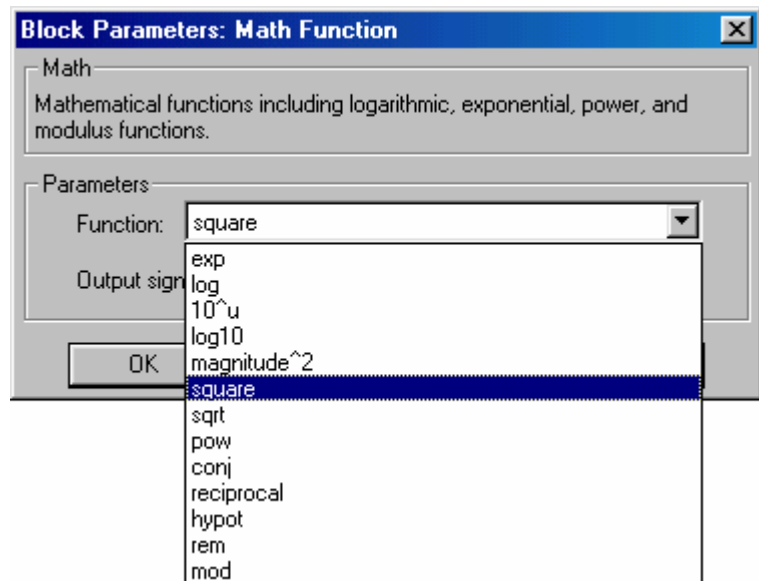 Block Parameters: Math Function
Math
Mathematical functions including logarithmic, exponential, power, and
modulus functions.
Parameters
Function: square
exp
Output sign
log
10^u
log10
OK
magnitude^2
square
sqrt
pow
conj
reciprocal
hypot
rem
mod